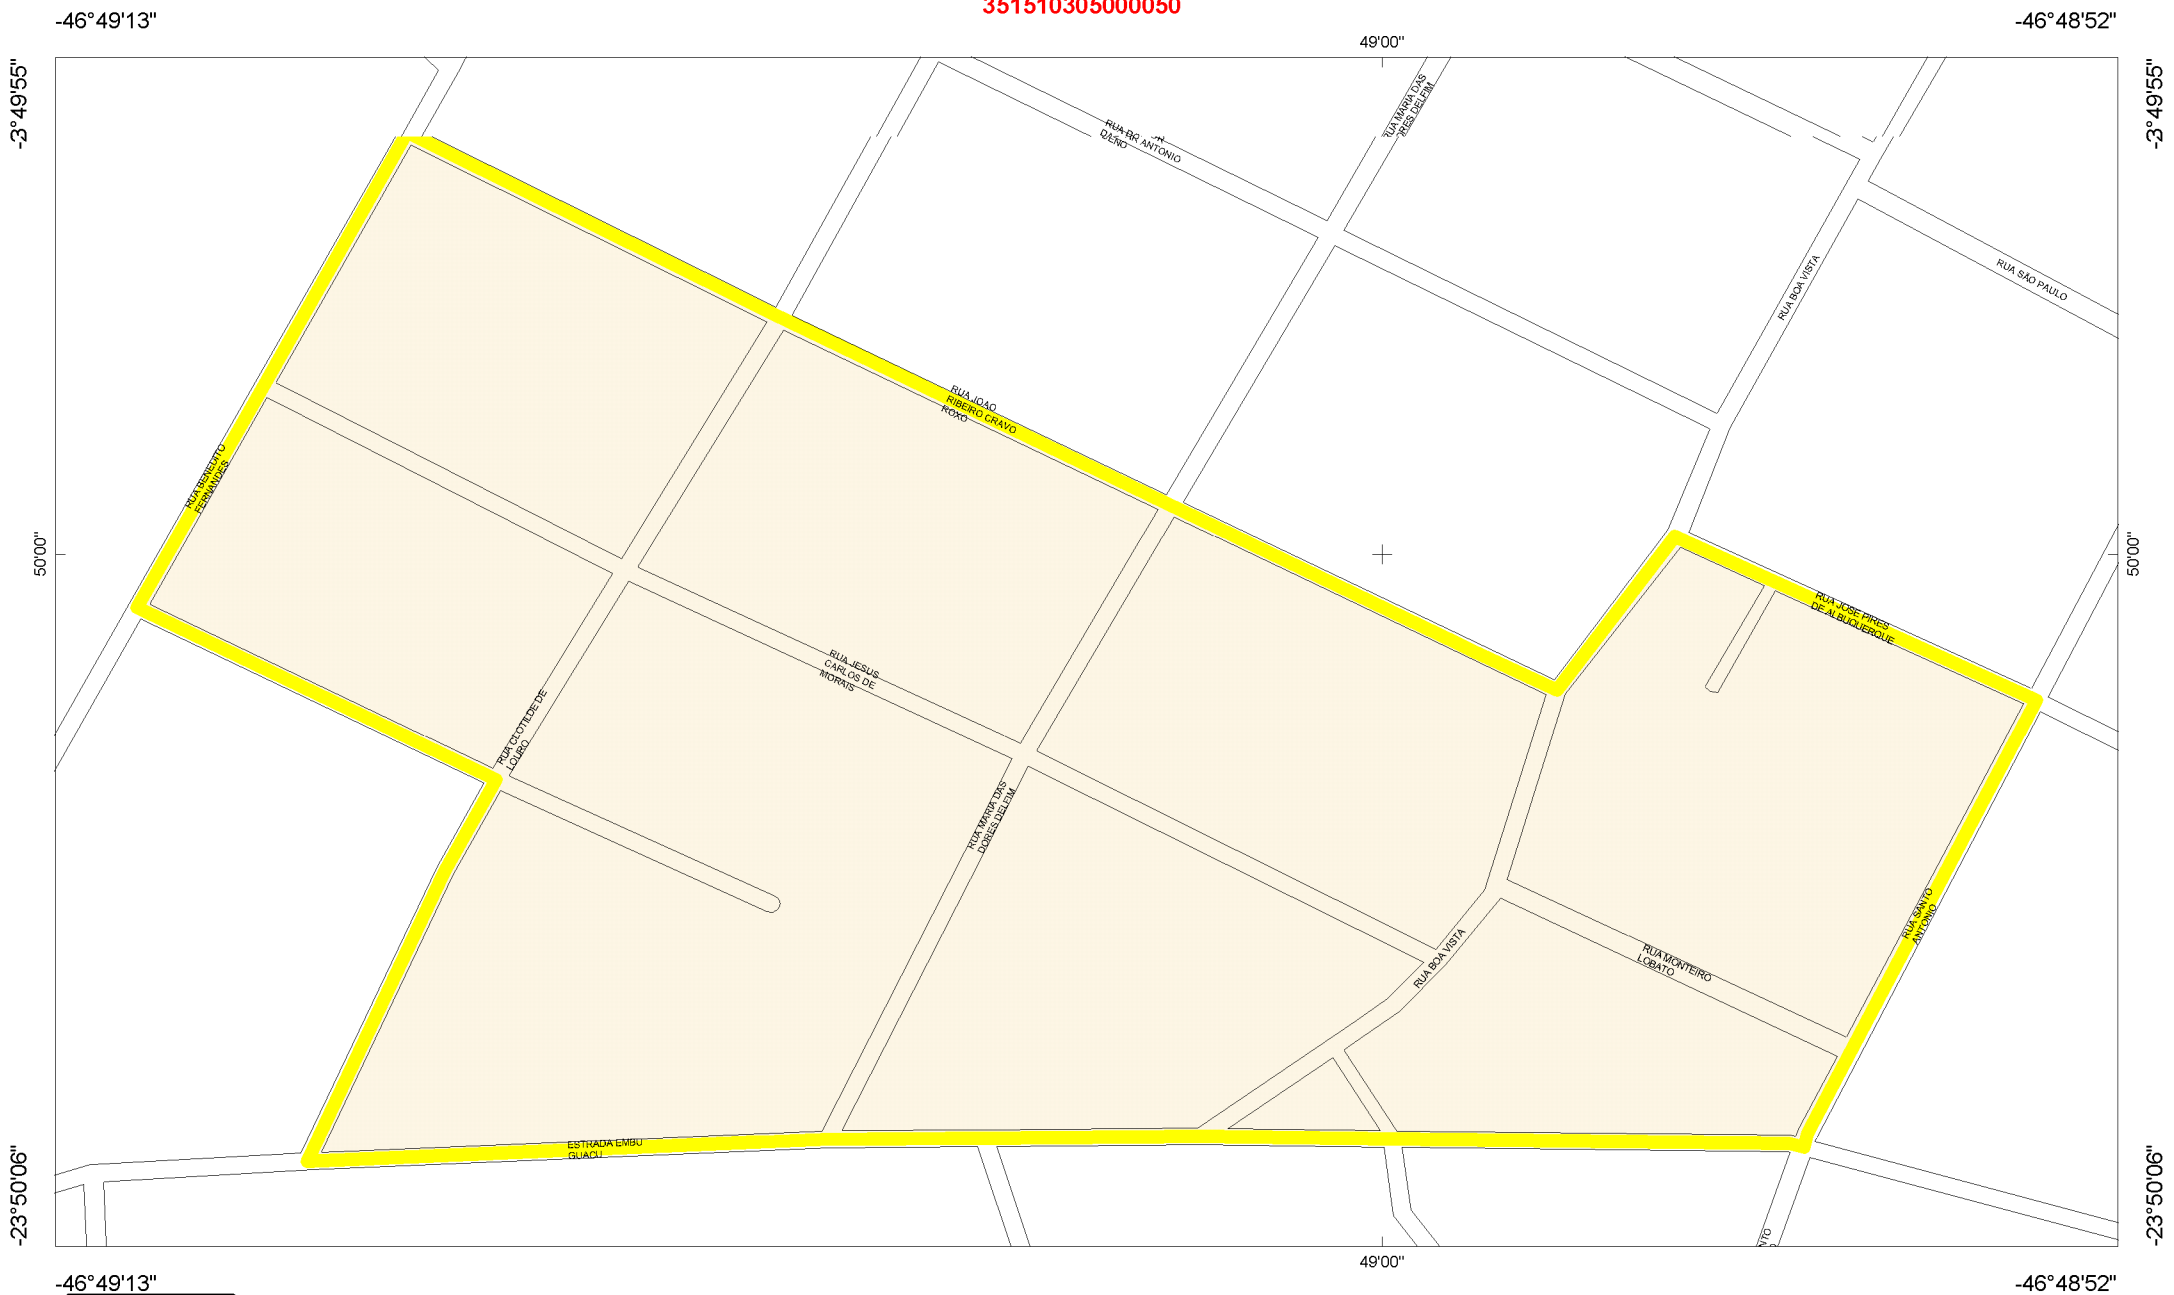 351510305000050
-46°49'13"
-46°48'52"
49'00"
-3°49'55"
-3°49'55"
RUA MARIA DAS
RES DELFIM
RUA BR ANTONIO
RUA SÃO PAULO
RUA BOA VISTA
RUA JOAO
RIBEIRO CRAVO
ROXO
RUA BENEDITO
FERNANDES
50'00"
50'00"
RUA JOSE PIRES
DE ALBUQUERQUE
RUA JESUS
CARLOS DE
MORAIS
RUA CLOTILDE DE
LOURO
RUA MARIA DAS
DORES DELFIM
RUA SANTO
ANTONIO
RUA BOA VISTA
RUA MONTEIRO
LOBATO
ESTRADA EMBU
GUACU
-23°50'06"
-23°50'06"
NTO
49'00"
-46°49'13"
-46°48'52"